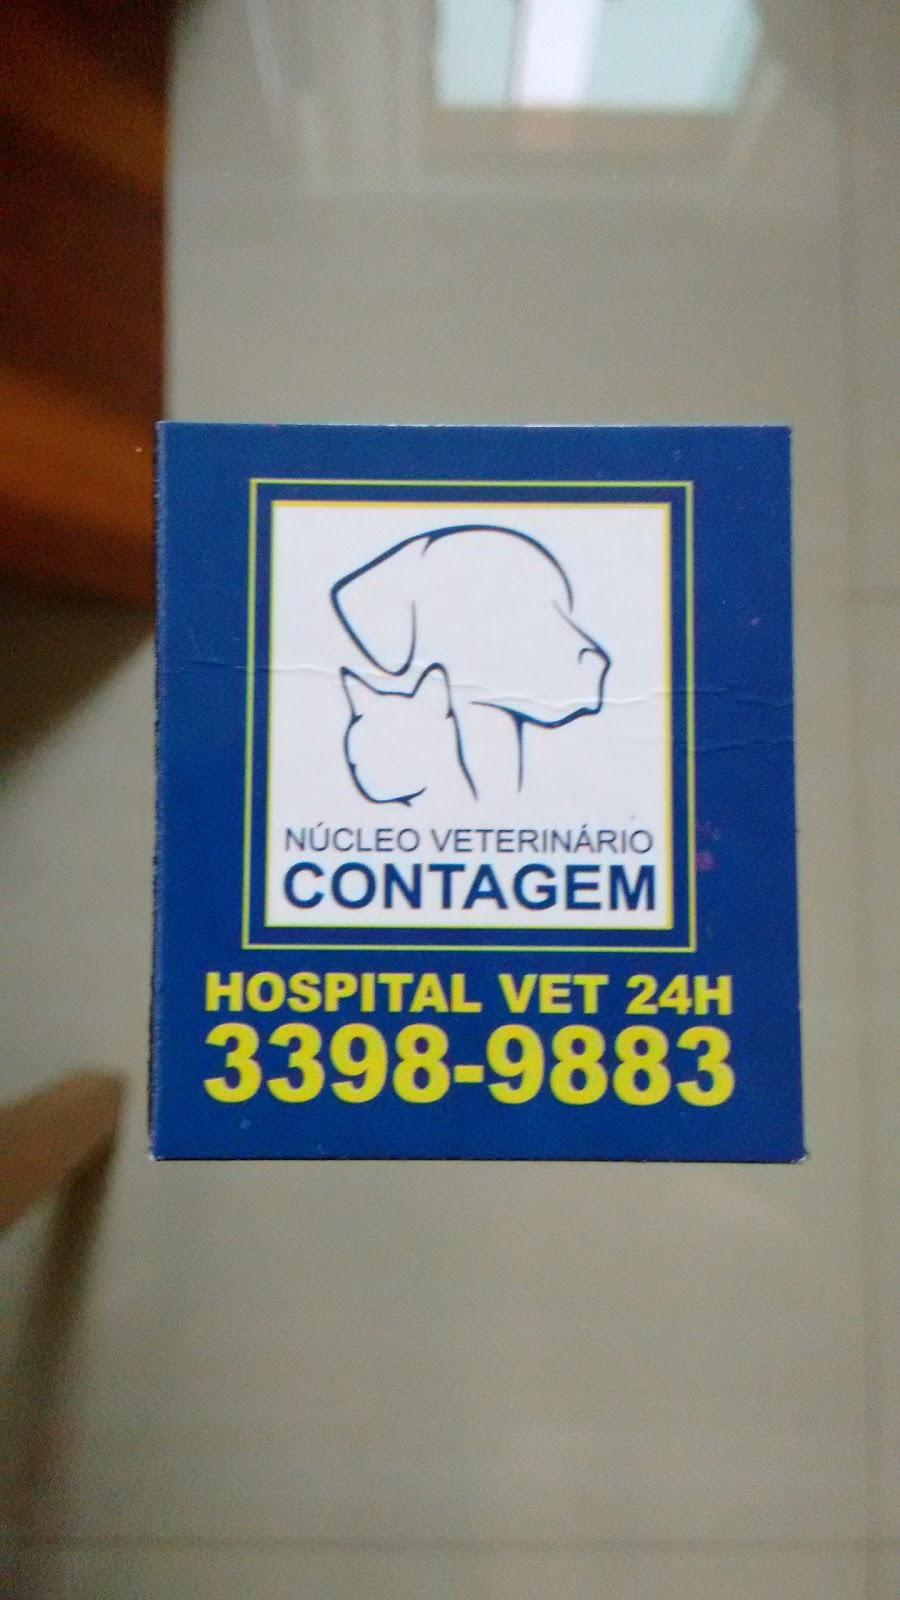 NÚCLEO VETERINÁRIO
CONTAGEM
HOSPITAL VET 24H
3398-9883